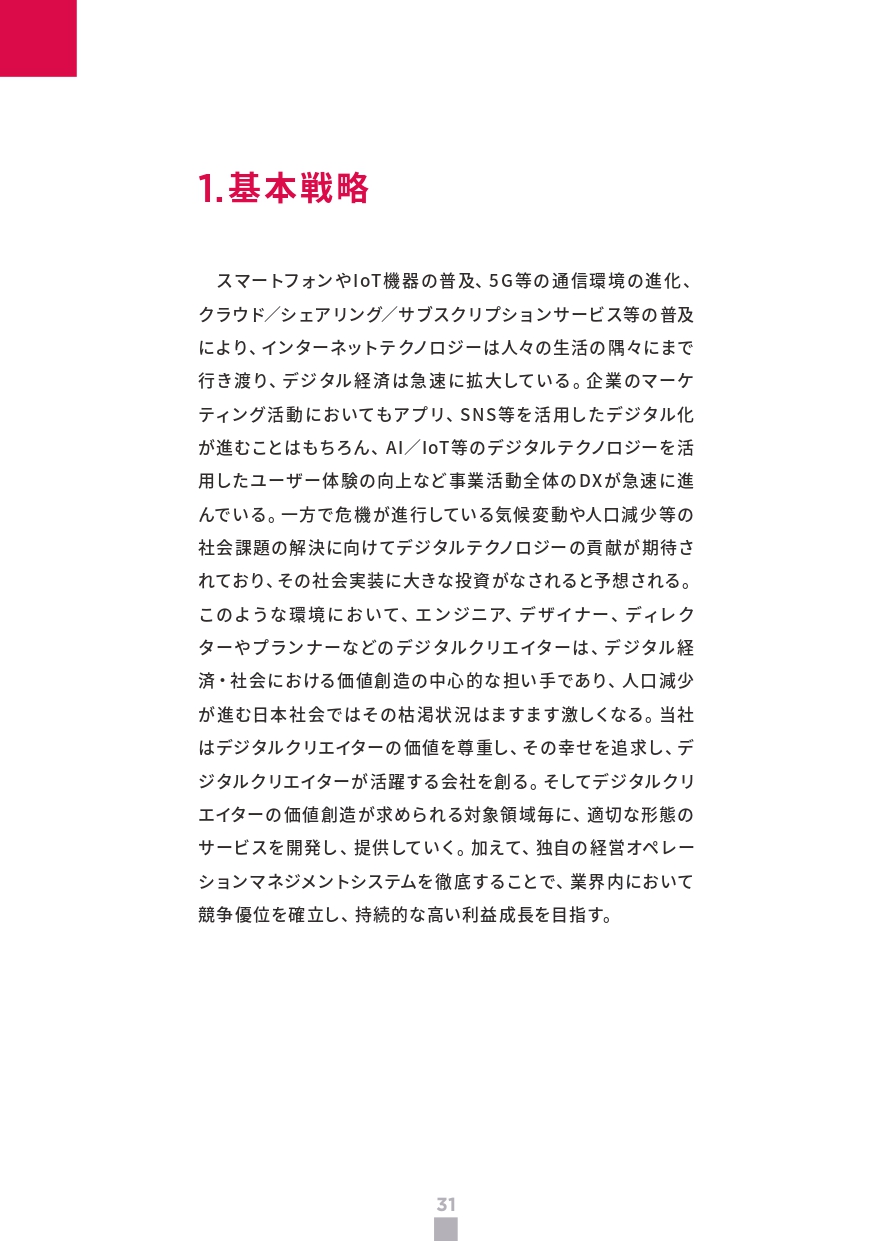 1.基本戦略
スマートフォンやIoT機器の普及、5G等の通信環境の進化、
クラウド／シェアリング／サブスクリプションサービス等の普及
により、インターネットテクノロジーは人々の生活の隅々にまで
行き渡り、デジタル経済は急速に拡大している。企業のマーケ
ティング活動においてもアプリ、SNS等を活用したデジタル化
が進むことはもちろん、AI／IoT等のデジタルテクノロジーを活
用したユーザー体験の向上など事業活動全体のDXが急速に進
んでいる。一方で危機が進行している気候変動や人口減少等の
社会課題の解決に向けてデジタルテクノロジーの貢献が期待さ
れており、その社会実装に大きな投資がなされると予想される。
このような環境において、エンジニア、デザイナー、ディレク
ターやプランナーなどのデジタルクリエイターは、デジタル経
済・社会における価値創造の中心的な担い手であり、人口減少
が進む日本社会ではその枯渇状況はますます激しくなる。当社
はデジタルクリエイターの価値を尊重し、その幸せを追求し、デ
ジタルクリエイターが活躍する会社を創る。そしてデジタルクリ
エイターの価値創造が求められる対象領域毎に、適切な形態の
サービスを開発し、提供していく。加えて、独自の経営オペレー
ションマネジメントシステムを徹底することで、業界内において
競争優位を確立し、持続的な高い利益成長を目指す。
31